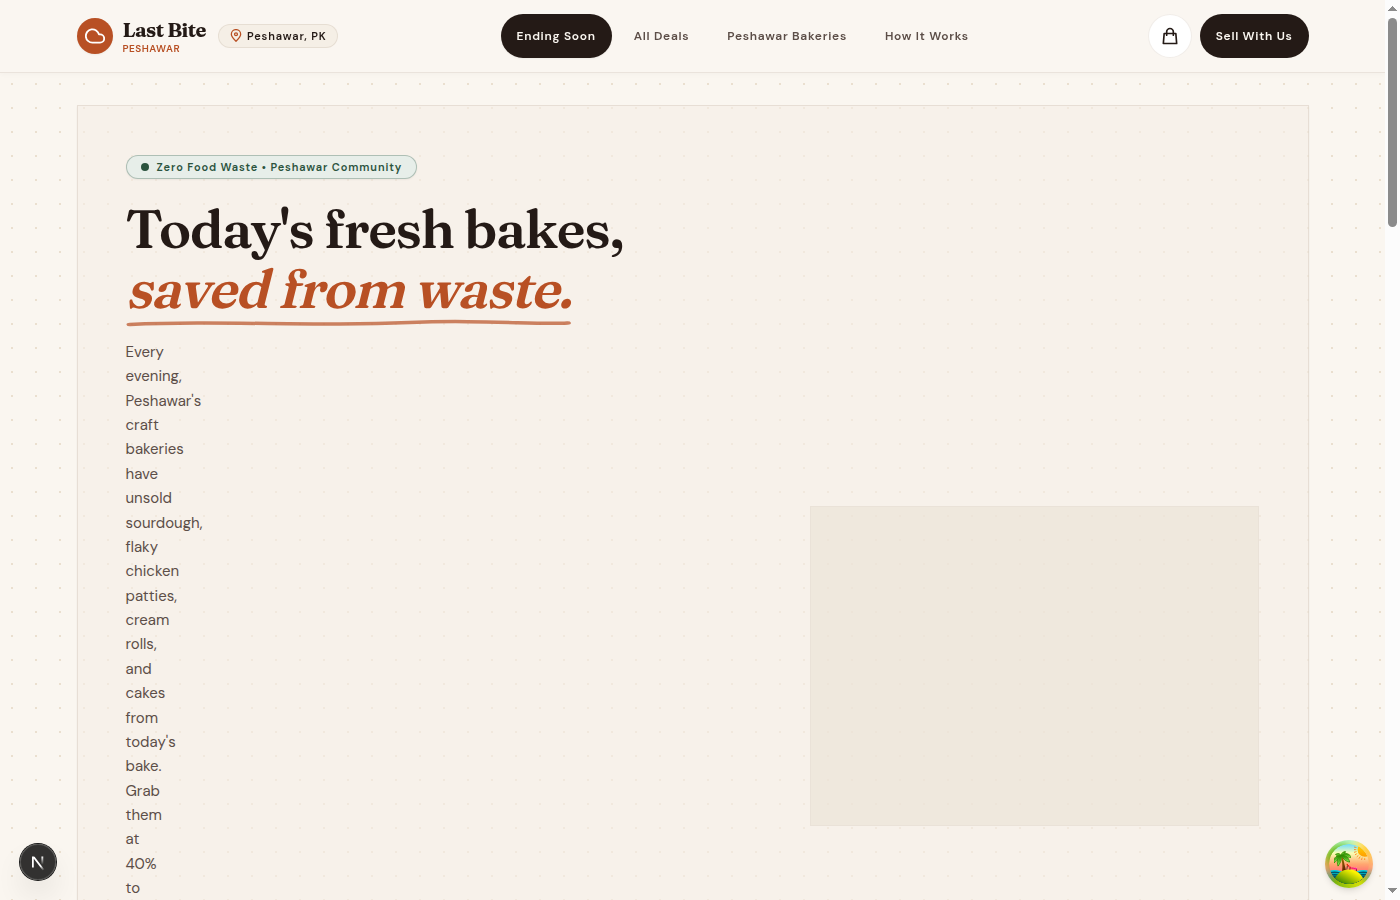 Last Bite
PESHAWAR
Peshawar, PK
Ending Soon
All Deals
Peshawar Bakeries
How It Works
Sell With Us
Zero Food Waste • Peshawar Community
Today's fresh bakes,
saved from waste.
Every
evening,
Peshawar's
craft
bakeries
have
unsold
sourdough,
flaky
chicken
patties,
cream
rolls,
and
cakes
from
today's
bake.
Grab
them
at
40%
to
N